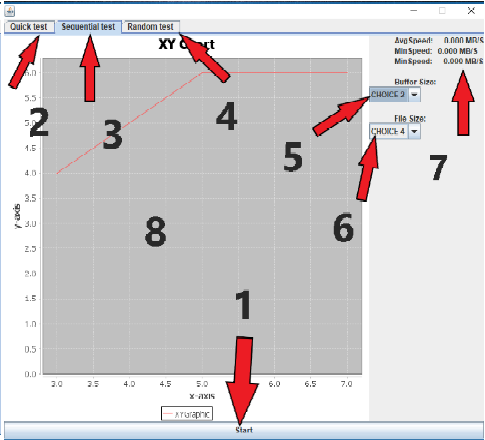 Quick test
Sequential test
Random test
XY Chart
AvgSpeed: 0.000 MB/S
MinSpeed: 0.000 MB/S
MinSpeed: 0.000 MB/S
Buffer Size:
CHOICE 2
File Size:
CHOICE 4
2
3
4
5
6
7
8
1
y-axis
6.0
5.5
5.0
4.5
4.0
3.5
3.0
2.5
2.0
1.5
1.0
0.5
0.0
3.0 3.5 4.0 4.5 5.0 5.5 6.0 6.5 7.0
x-axis
XYGraphic
Start